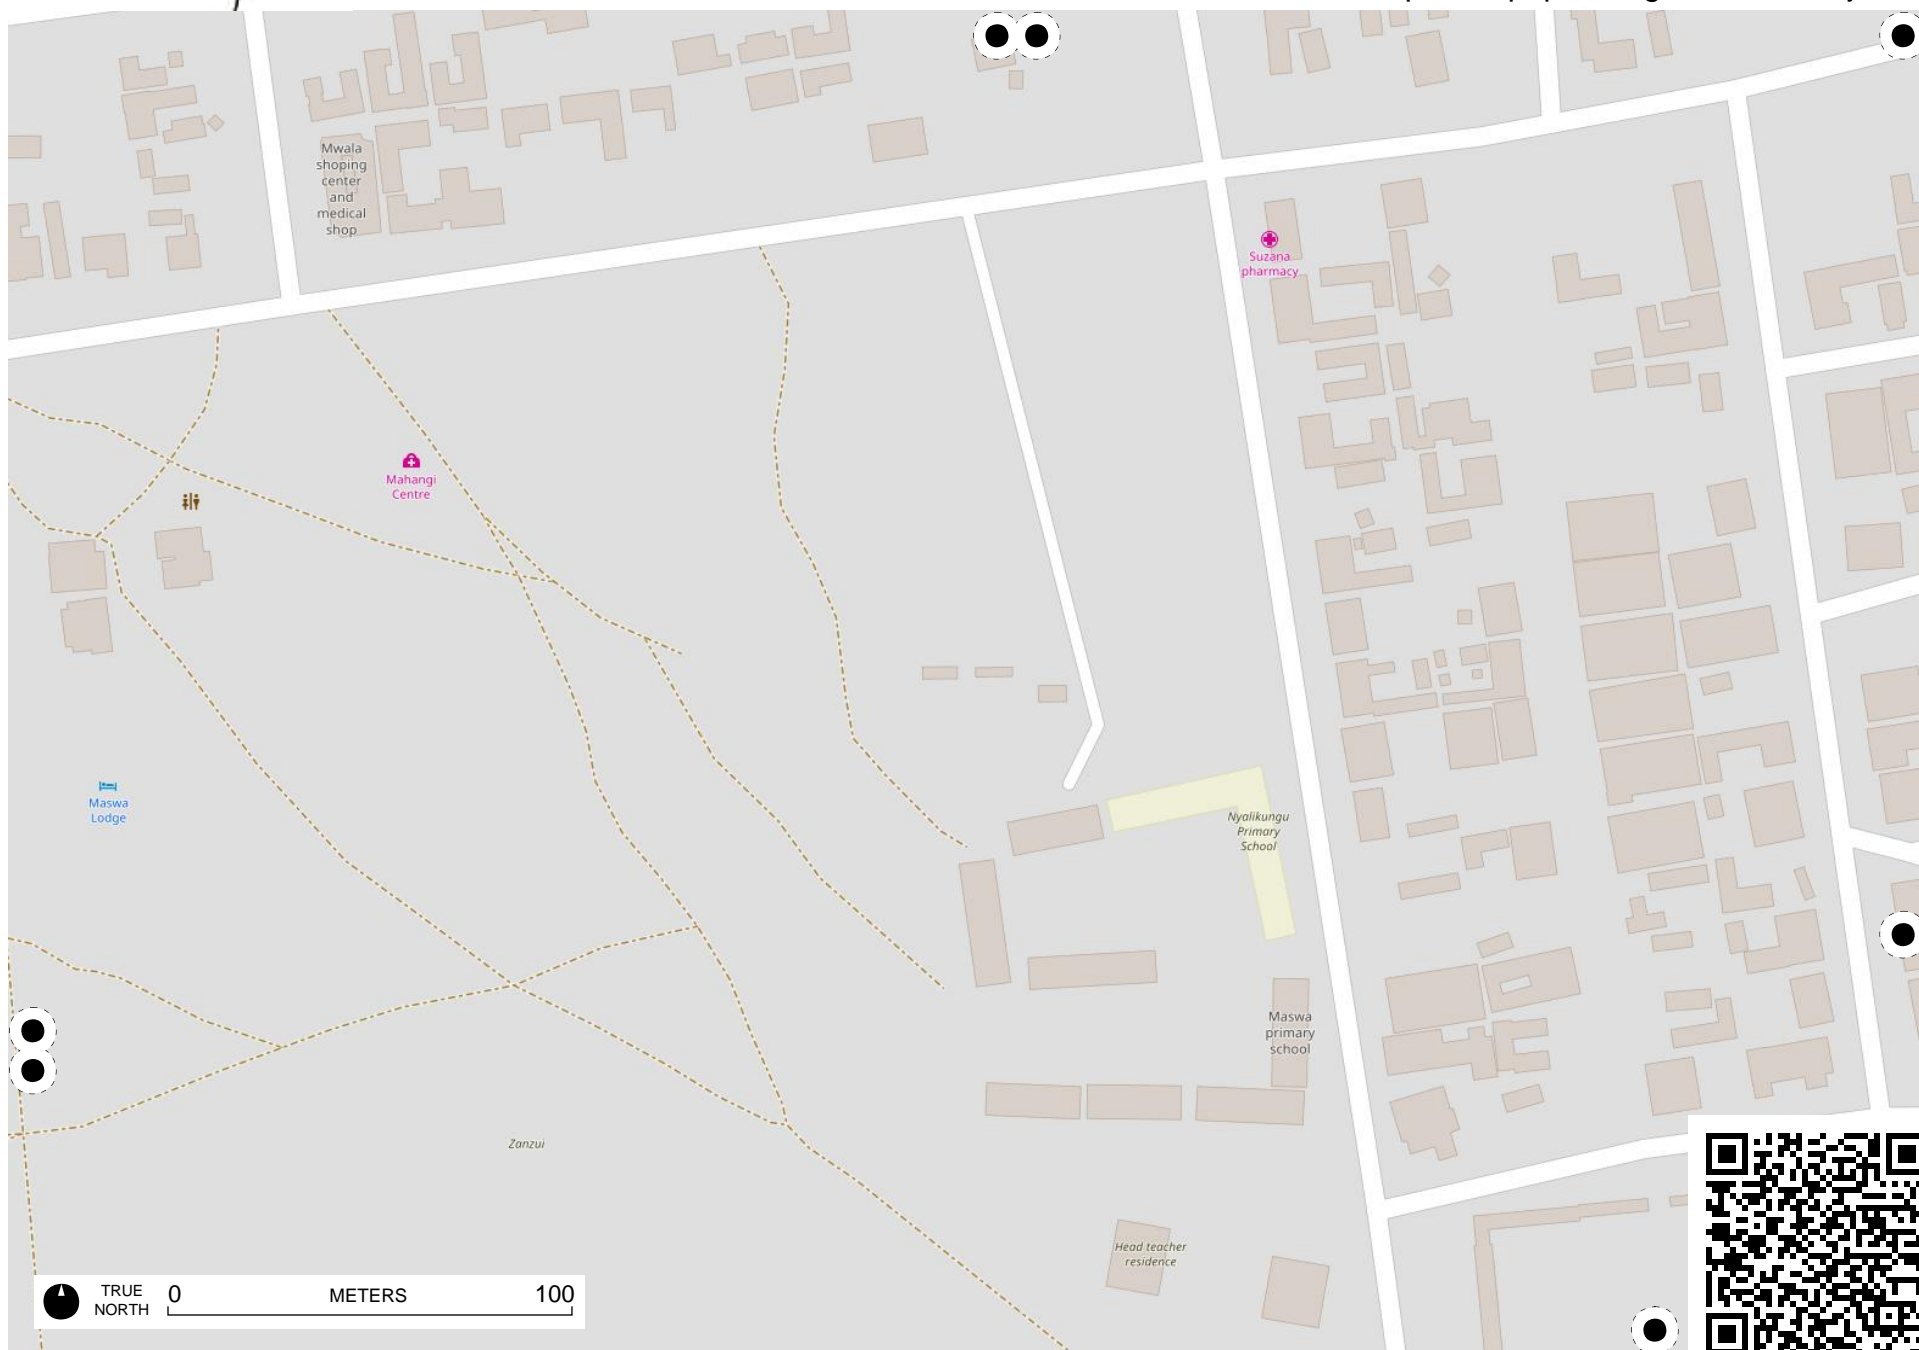 Mwala
shoping
center
and
medical
shop
Suzana
pharmacy
Mahangi
Centre
Maswa
Lodge
Nyalikungu
Primary
School
Maswa
primary
school
Zanzui
Head teacher
residence
TRUE
NORTH
0 METERS 100